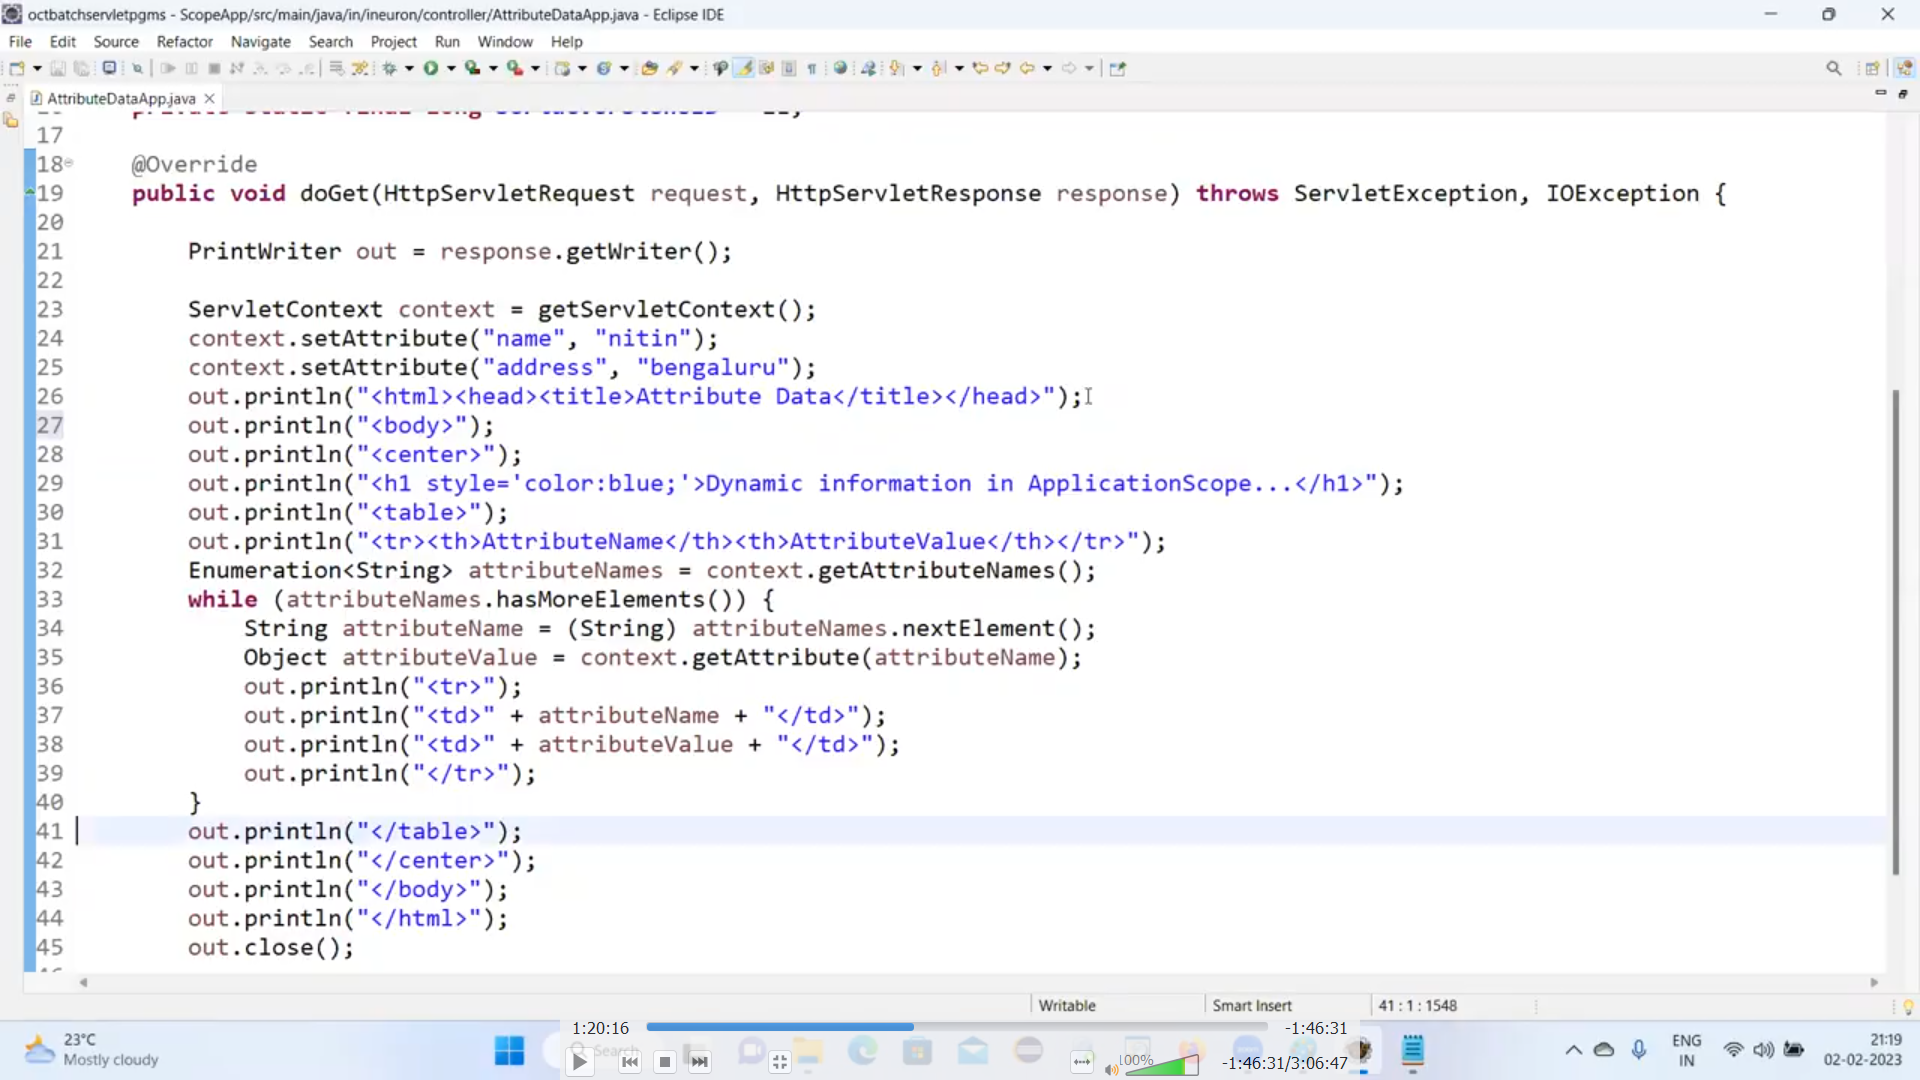 octbatchservletpgms - ScopeApp/src/main/java/in/ineuron/controller/AttributeDataApp.java - Eclipse IDE
File Edit Source Refactor Navigate Search Project Run Window Help
AttributeDataApp.java
17
18 @Override
19 public void doGet(HttpServletRequest request, HttpServletResponse response) throws ServletException, IOException {
20
21 PrintWriter out = response.getWriter();
22
23 ServletContext context = getServletContext();
24 context.setAttribute("name", "nitin");
25 context.setAttribute("address", "bengaluru");
26 out.println("<html><head><title>Attribute Data</title></head>");
27 out.println("<body>");
28 out.println("<center>");
29 out.println("<h1 style='color:blue;'>Dynamic information in ApplicationScope...</h1>");
30 out.println("<table>");
31 out.println("<tr><th>AttributeName</th><th>AttributeValue</th></tr>");
32 Enumeration<String> attributeNames = context.getAttributeNames();
33 while (attributeNames.hasMoreElements()) {
34 String attributeName = (String) attributeNames.nextElement();
35 Object attributeValue = context.getAttribute(attributeName);
36 out.println("<tr>");
37 out.println("<td>" + attributeName + "</td>");
38 out.println("<td>" + attributeValue + "</td>");
39 out.println("</tr>");
40 }
41 out.println("</table>");
42 out.println("</center>");
43 out.println("</body>");
44 out.println("</html>");
45 out.close();
Writable Smart Insert 41 : 1 : 1548
1:20:16 -1:46:31
23°C
Mostly cloudy
Search
100%
-1:46:31/3:06:47
ENG
IN
21:19
02-02-2023